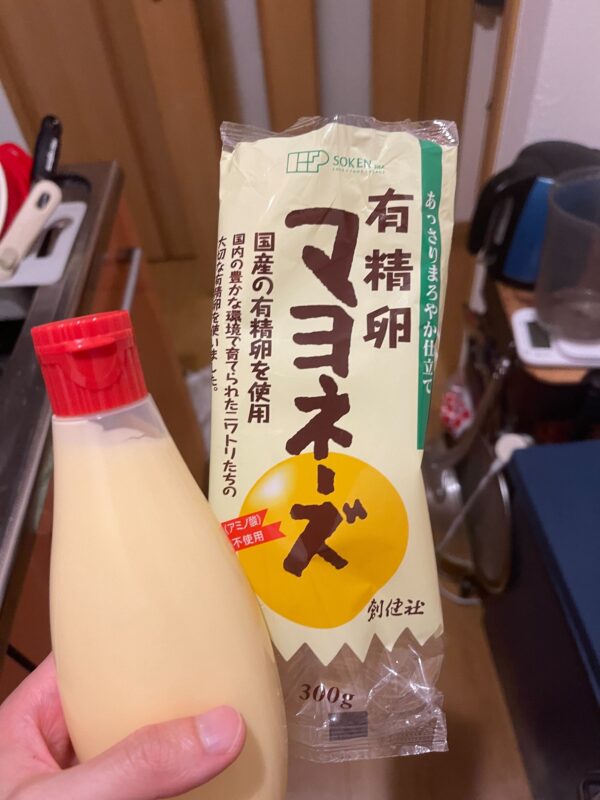 SOKEN
あっさりまろやか仕立て
有精卵
マヨネーズ
国産の有精卵を使用
国内の豊かな環境で育てられたニワトリたちの
大切な有精卵を使いました。
(アミノ酸)
不使用
創健社
300g